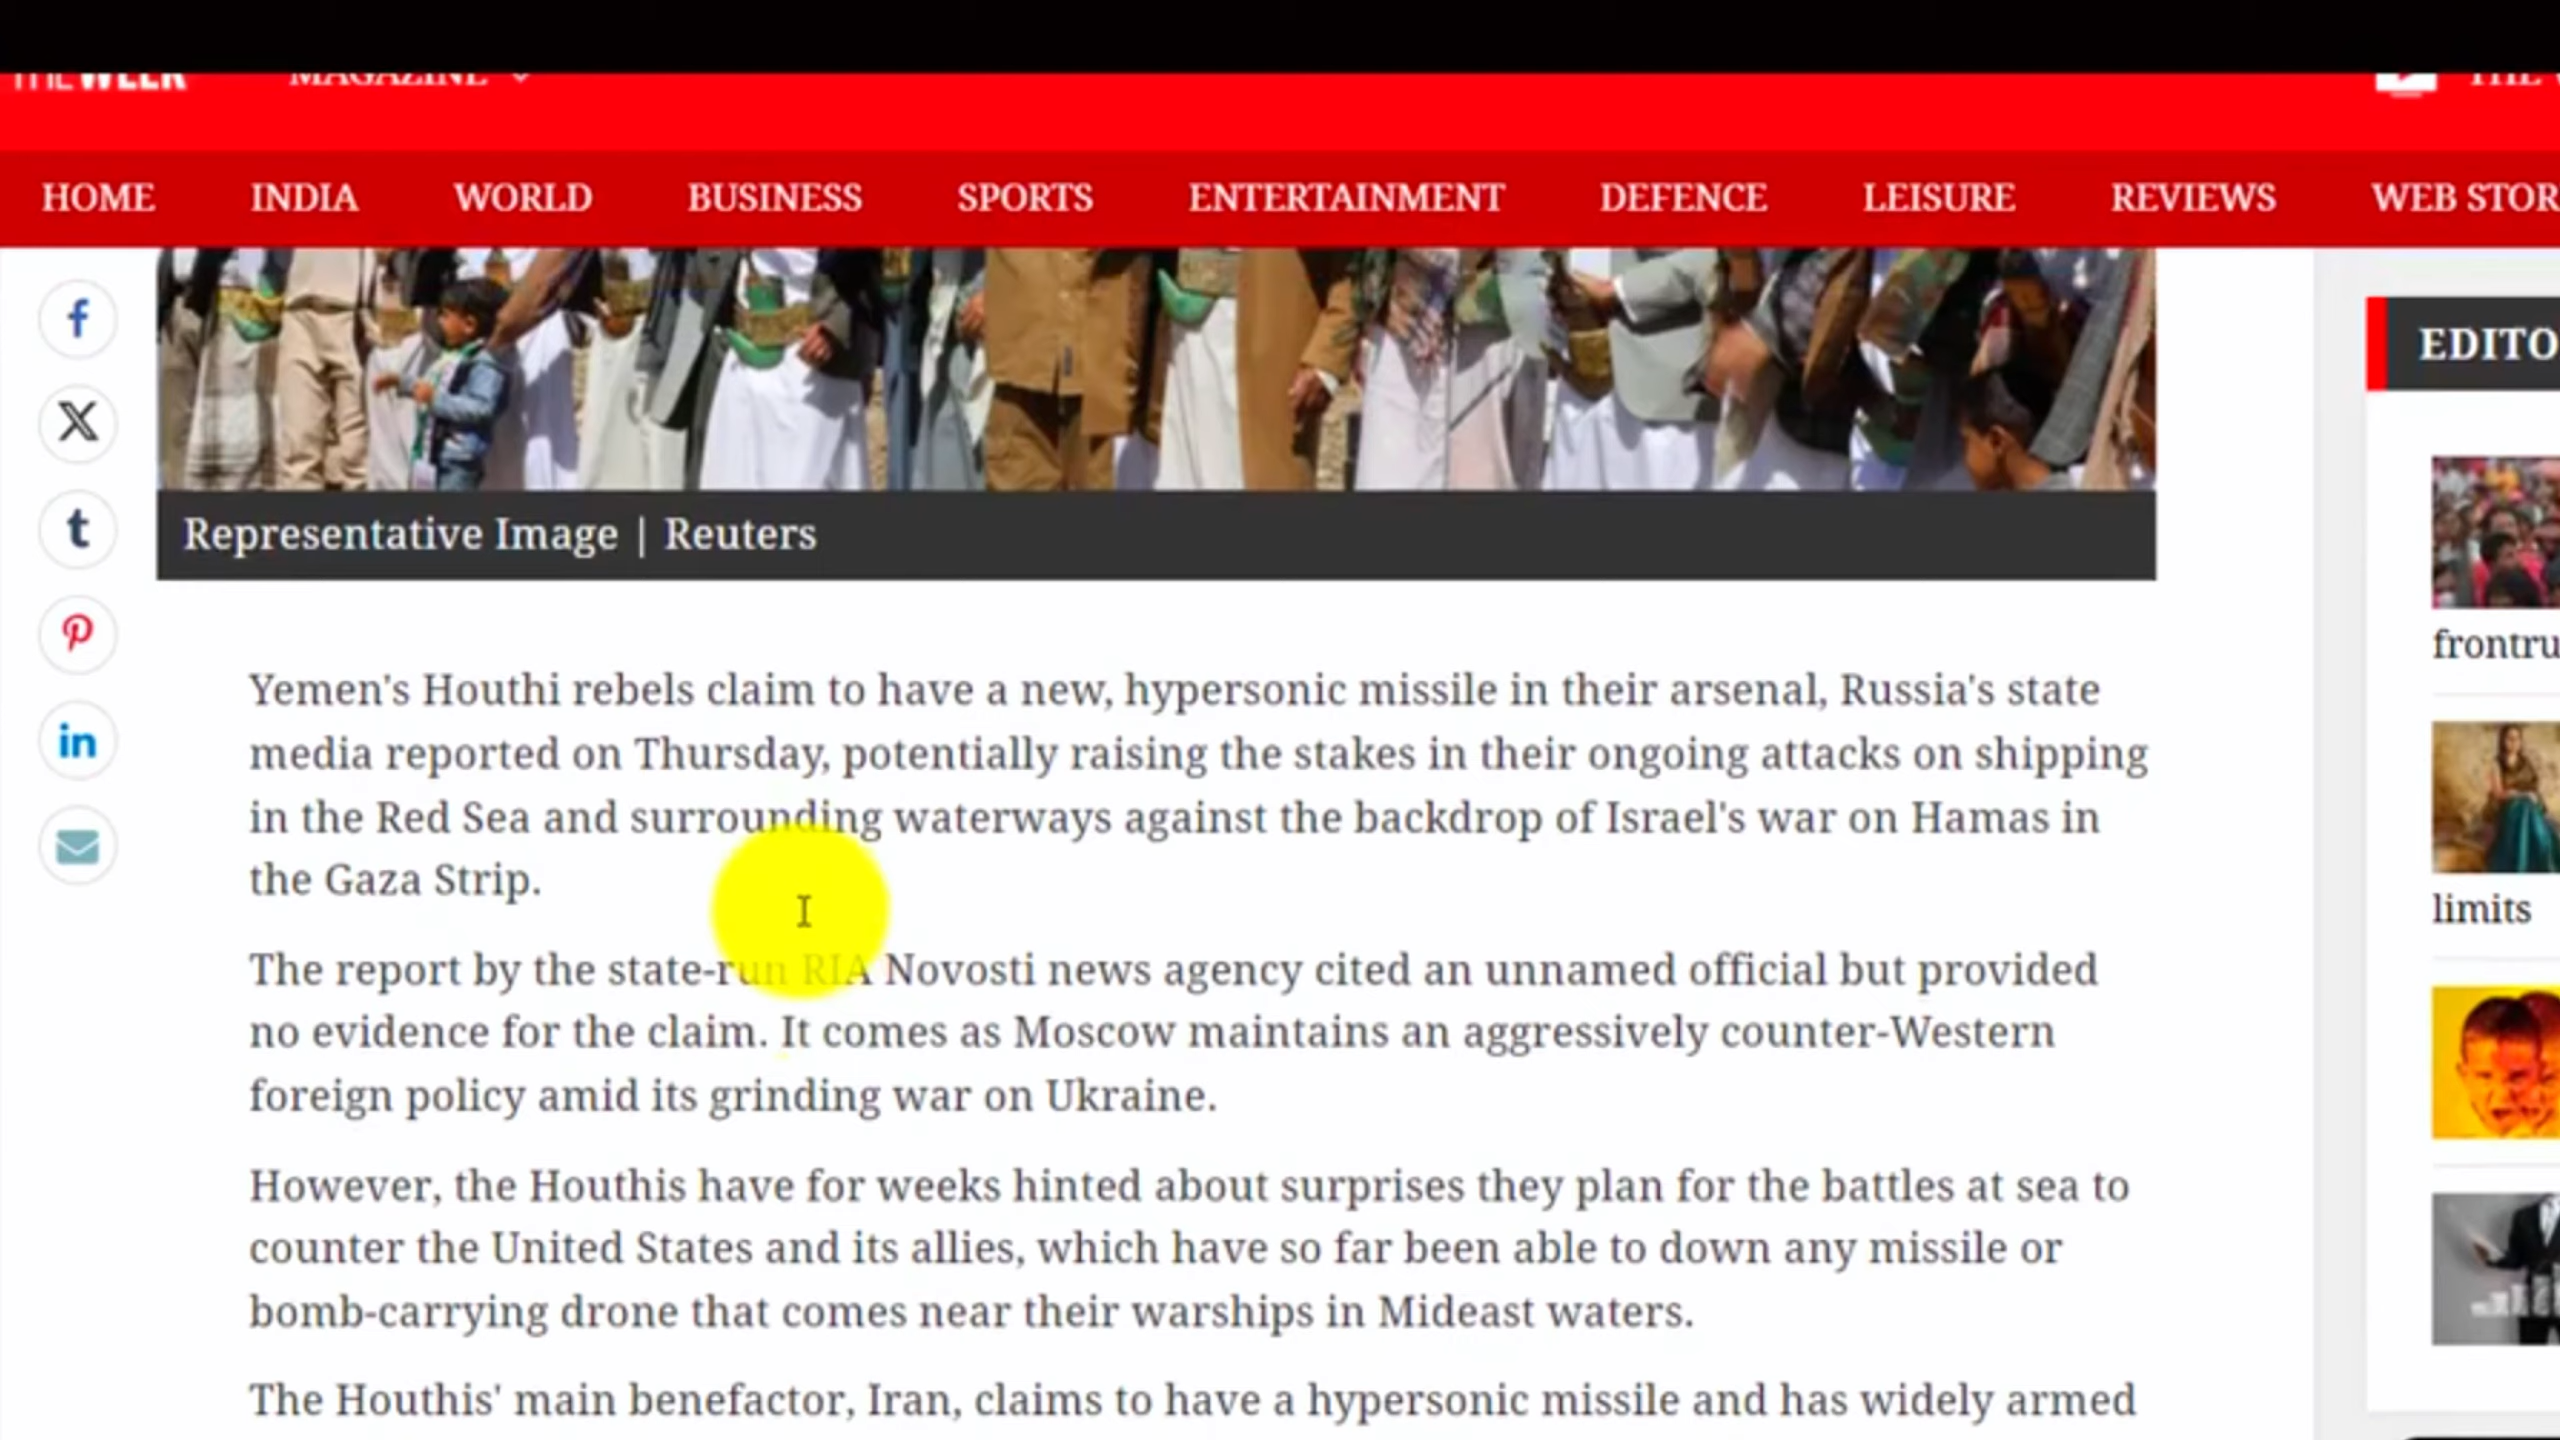 THE WEEK MAGAZINE
HOME INDIA WORLD BUSINESS SPORTS ENTERTAINMENT DEFENCE LEISURE REVIEWS WEB STOR
f
X
t
in
Representative Image | Reuters
Yemen's Houthi rebels claim to have a new, hypersonic missile in their arsenal, Russia's state
media reported on Thursday, potentially raising the stakes in their ongoing attacks on shipping
in the Red Sea and surrounding waterways against the backdrop of Israel's war on Hamas in
the Gaza Strip.
The report by the state-run RIA Novosti news agency cited an unnamed official but provided
no evidence for the claim. It comes as Moscow maintains an aggressively counter-Western
foreign policy amid its grinding war on Ukraine.
However, the Houthis have for weeks hinted about surprises they plan for the battles at sea to
counter the United States and its allies, which have so far been able to down any missile or
bomb-carrying drone that comes near their warships in Mideast waters.
The Houthis' main benefactor, Iran, claims to have a hypersonic missile and has widely armed
EDITO
frontru
limits